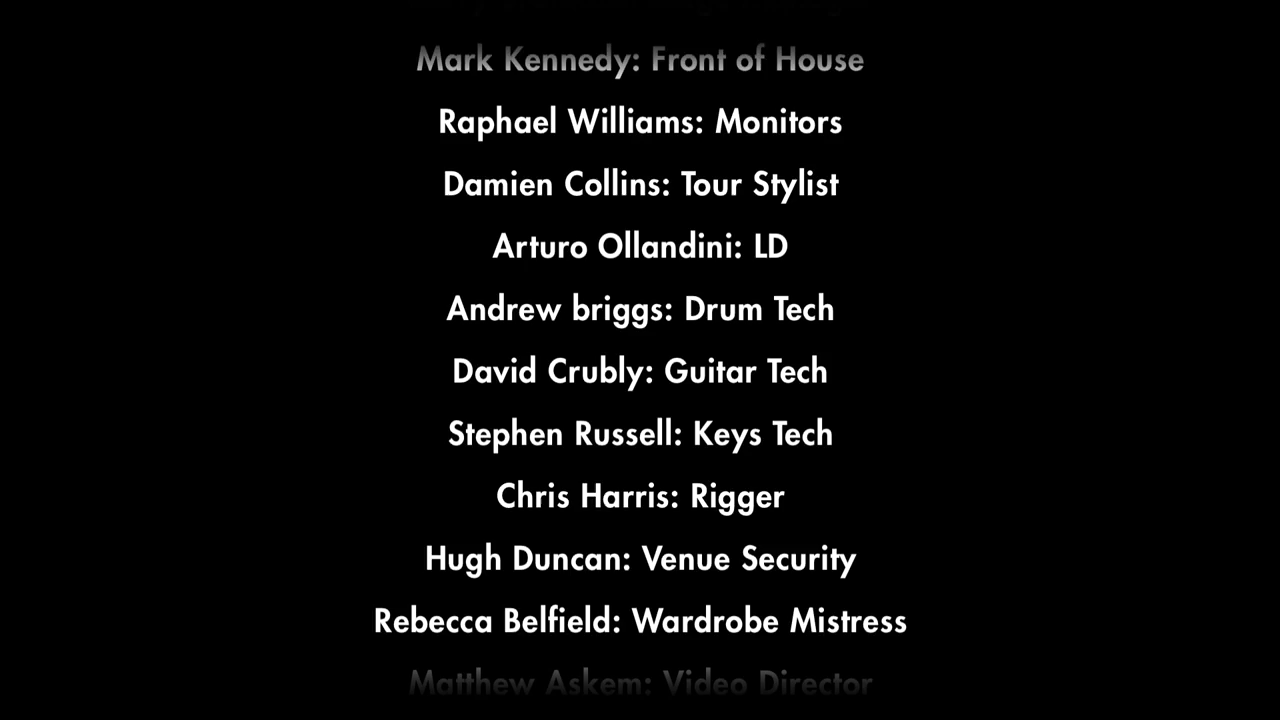 Mark Kennedy: Front of House
Raphael Williams: Monitors
Damien Collins: Tour Stylist
Arturo Ollandini: LD
Andrew briggs: Drum Tech
David Crubly: Guitar Tech
Stephen Russell: Keys Tech
Chris Harris: Rigger
Hugh Duncan: Venue Security
Rebecca Belfield: Wardrobe Mistress
Matthew Askem: Video Director